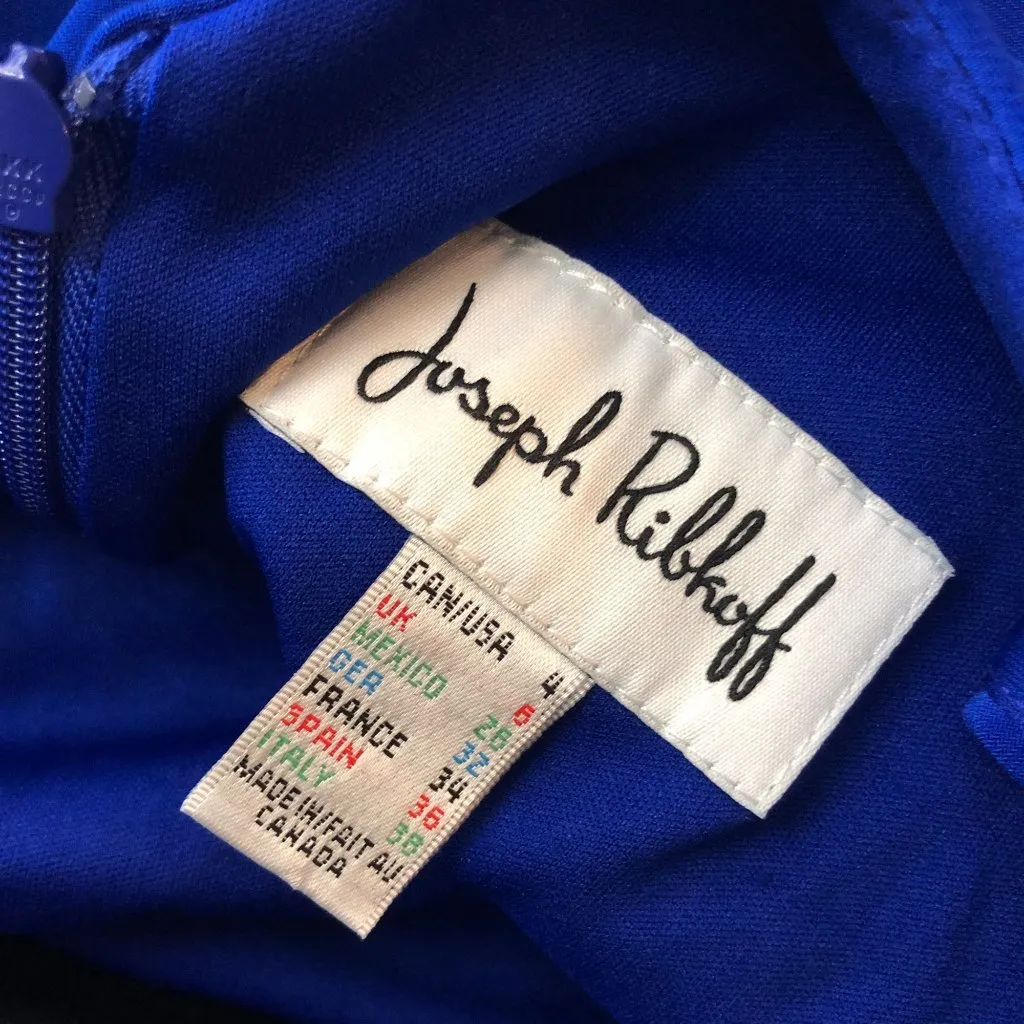 Joseph Ribkoff
CAN/USA 4
UK 6
MEXICO 26
GER 32
FRANCE 34
SPAIN 36
ITALY 38
MADE IN/FAIT AU
CANADA